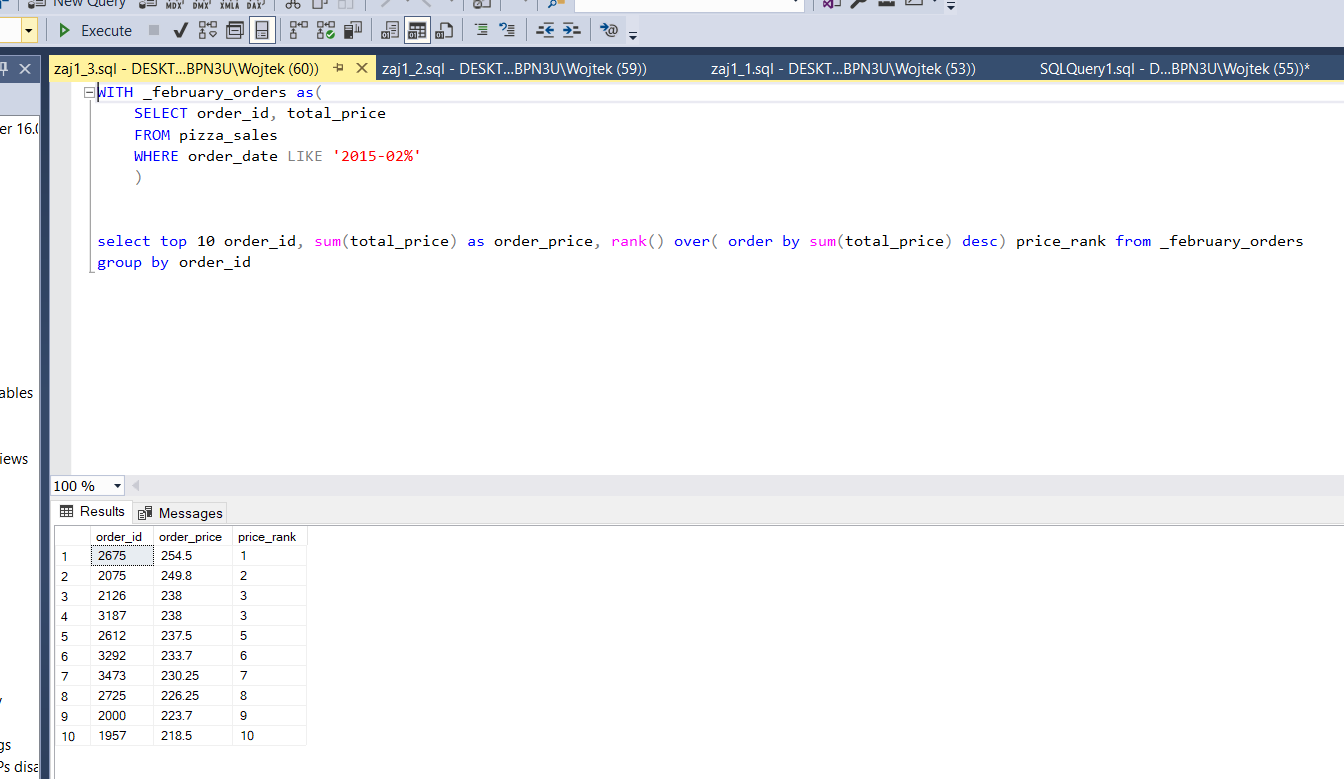 New Query MDX DMX XMLA DAX
Execute
zaj1_3.sql - DESKT...BPN3U\Wojtek (60)) zaj1_2.sql - DESKT...BPN3U\Wojtek (59)) zaj1_1.sql - DESKT...BPN3U\Wojtek (53)) SQLQuery1.sql - D...BPN3U\Wojtek (55))*
WITH _february_orders as(
er 16.0
SELECT order_id, total_price
FROM pizza_sales
WHERE order_date LIKE '2015-02%'
)
select top 10 order_id, sum(total_price) as order_price, rank() over( order by sum(total_price) desc) price_rank from _february_orders
group by order_id
ables
iews
100 %
Results Messages
order_id order_price price_rank
1 2675 254.5 1
2 2075 249.8 2
3 2126 238 3
4 3187 238 3
5 2612 237.5 5
6 3292 233.7 6
7 3473 230.25 7
8 2725 226.25 8
9 2000 223.7 9
10 1957 218.5 10
gs
Ps disa